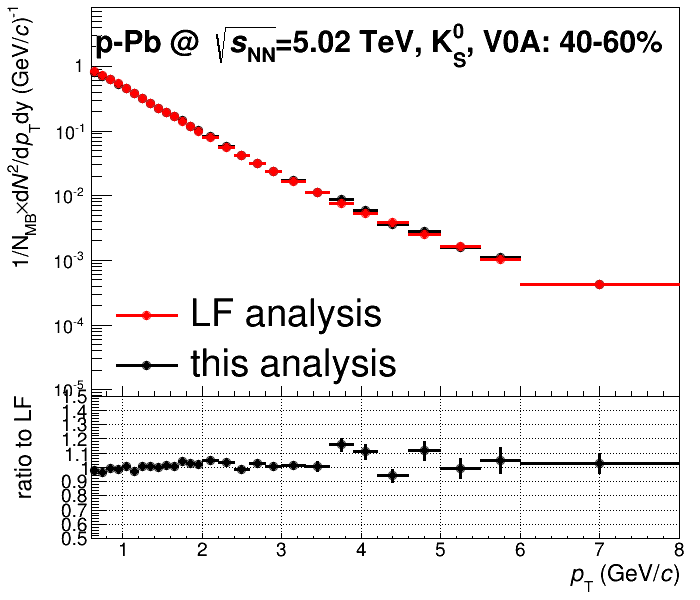 p-Pb @ √sNN=5.02 TeV, K⁰S, V0A: 40-60%
1/NMB×dN²/dpTdy (GeV/c)⁻¹
1
10⁻¹
10⁻²
10⁻³
10⁻⁴
10⁻⁵
LF analysis
this analysis
ratio to LF
1.5
1.4
1.3
1.2
1.1
1.0
0.9
0.8
0.7
0.6
0.5
1 2 3 4 5 6 7 8
pT (GeV/c)